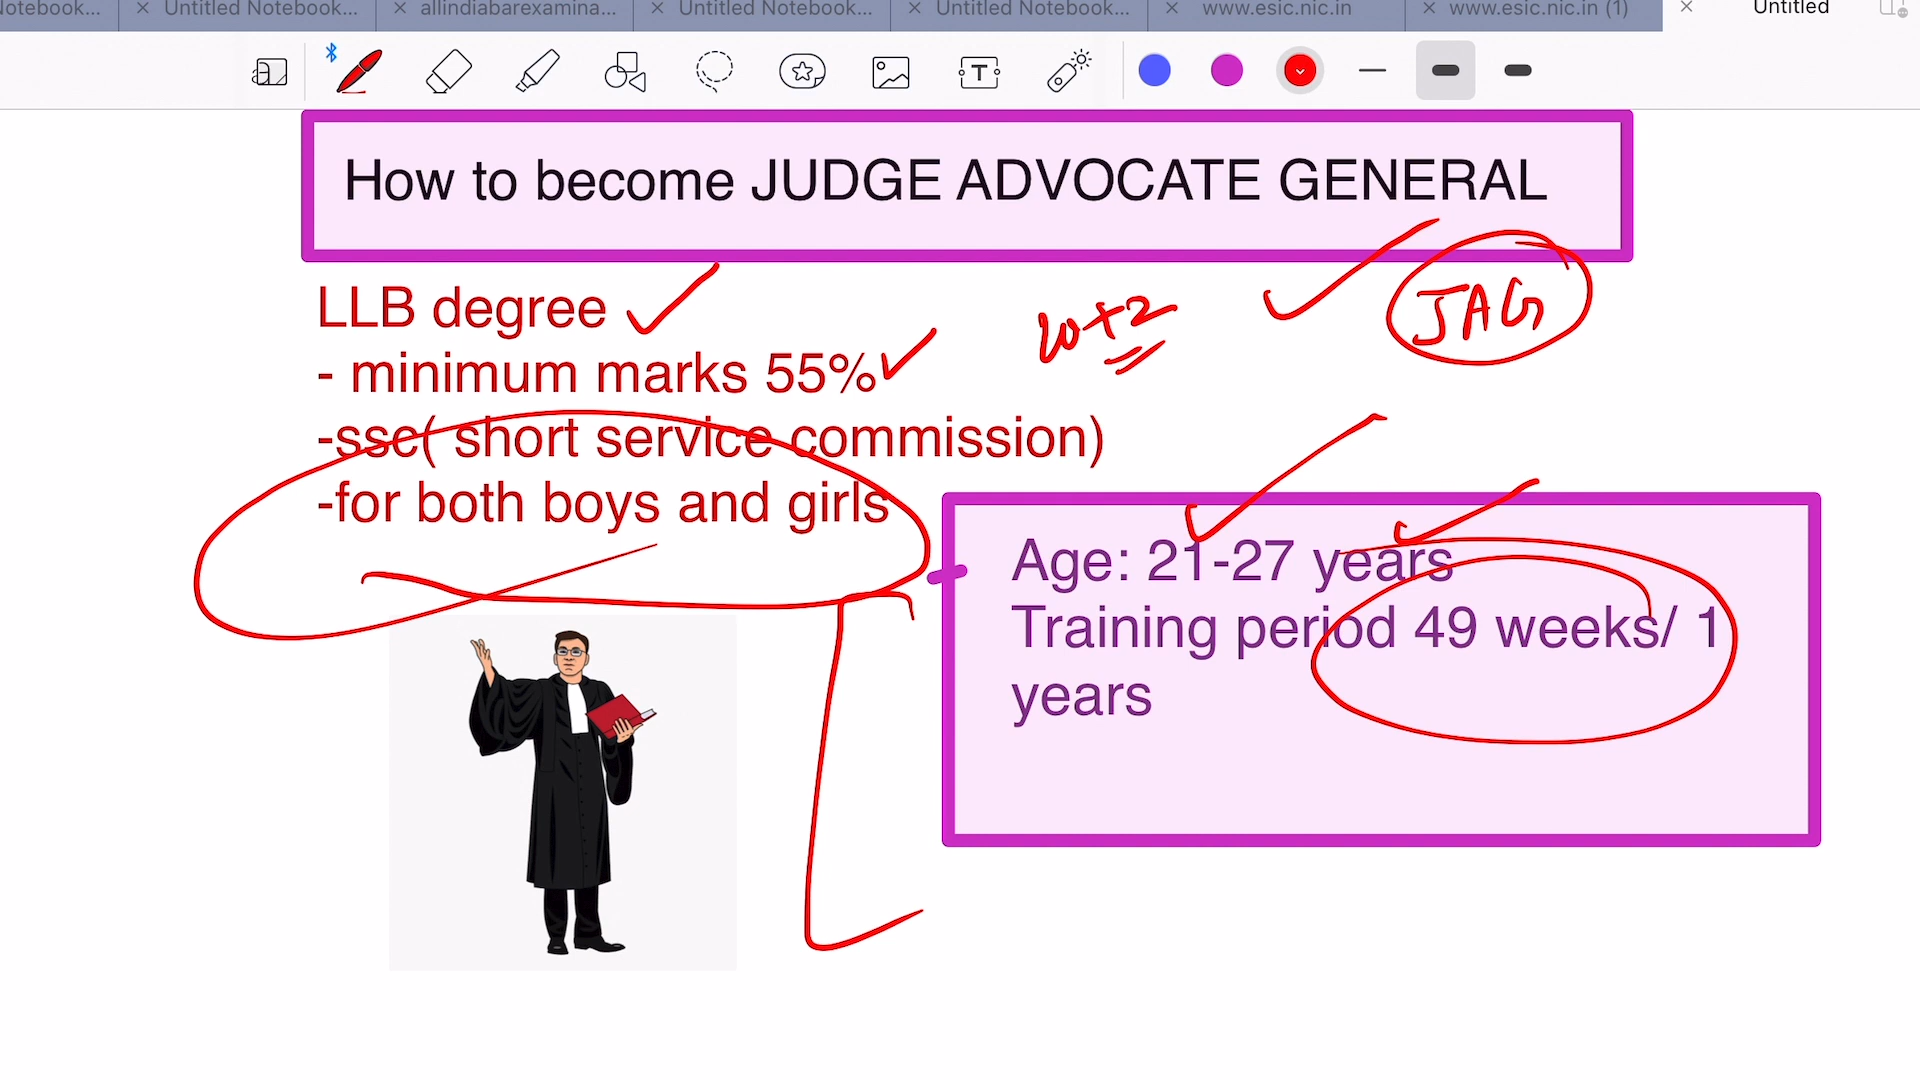 otebook...
Untitled Notebook...
allindiabarexamina...
Untitled Notebook...
Untitled Notebook...
www.esic.nic.in
www.esic.nic.in (1)
Untitled
T
How to become JUDGE ADVOCATE GENERAL
JAG
LLB degree
- minimum marks 55%
-ssc( short service commission)
-for both boys and girls
Age: 21-27 years
Training period 49 weeks/ 1
years